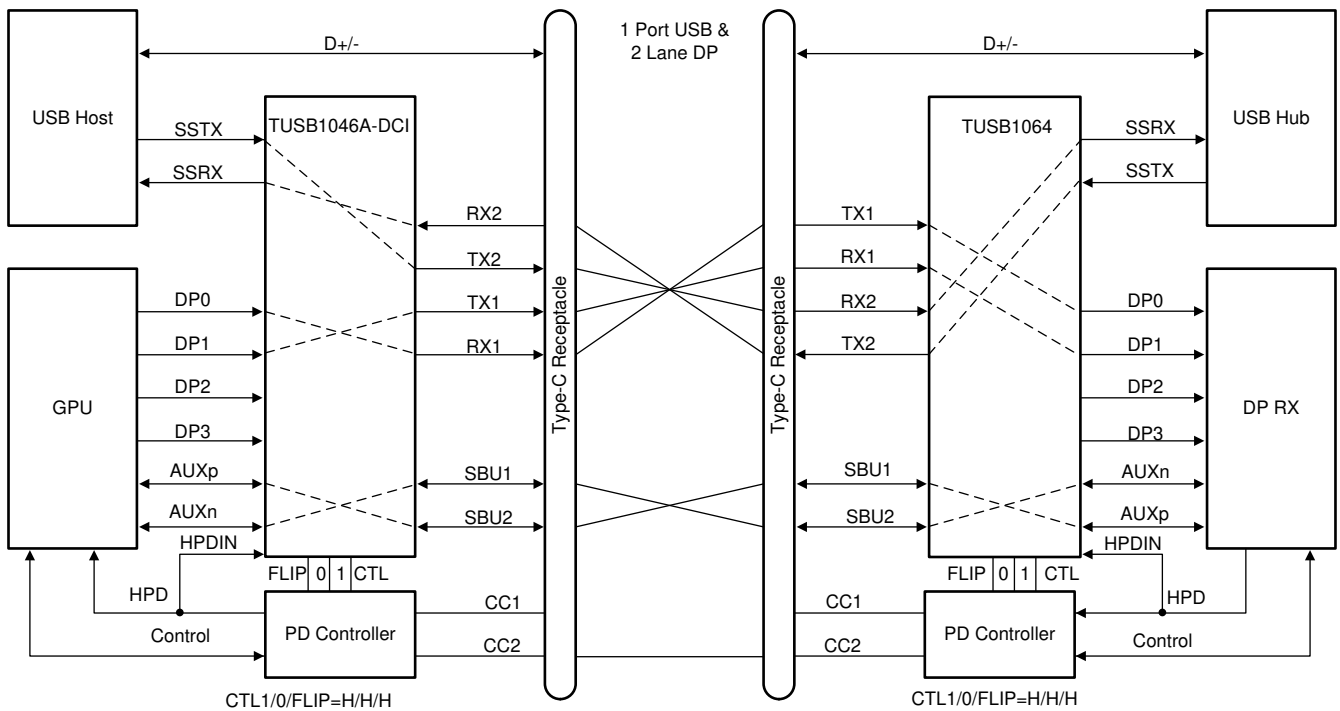 1 Port USB &
2 Lane DP
D+/-
D+/-
USB Host
TUSB1046A-DCI
SSTX
SSRX
RX2
TX2
TX1
RX1
GPU
DP0
DP1
DP2
DP3
AUXp
AUXn
SBU1
SBU2
HPDIN
FLIP 0 1 CTL
HPD
Control
PD Controller
CC1
CC2
CTL1/0/FLIP=H/H/H
Type-C Receptacle
Type-C Receptacle
TUSB1064
USB Hub
SSRX
SSTX
TX1
RX1
RX2
TX2
DP0
DP1
DP2
DP3
DP RX
SBU1
SBU2
AUXn
AUXp
HPDIN
FLIP 0 1 CTL
HPD
CC1
CC2
PD Controller
Control
CTL1/0/FLIP=H/H/H